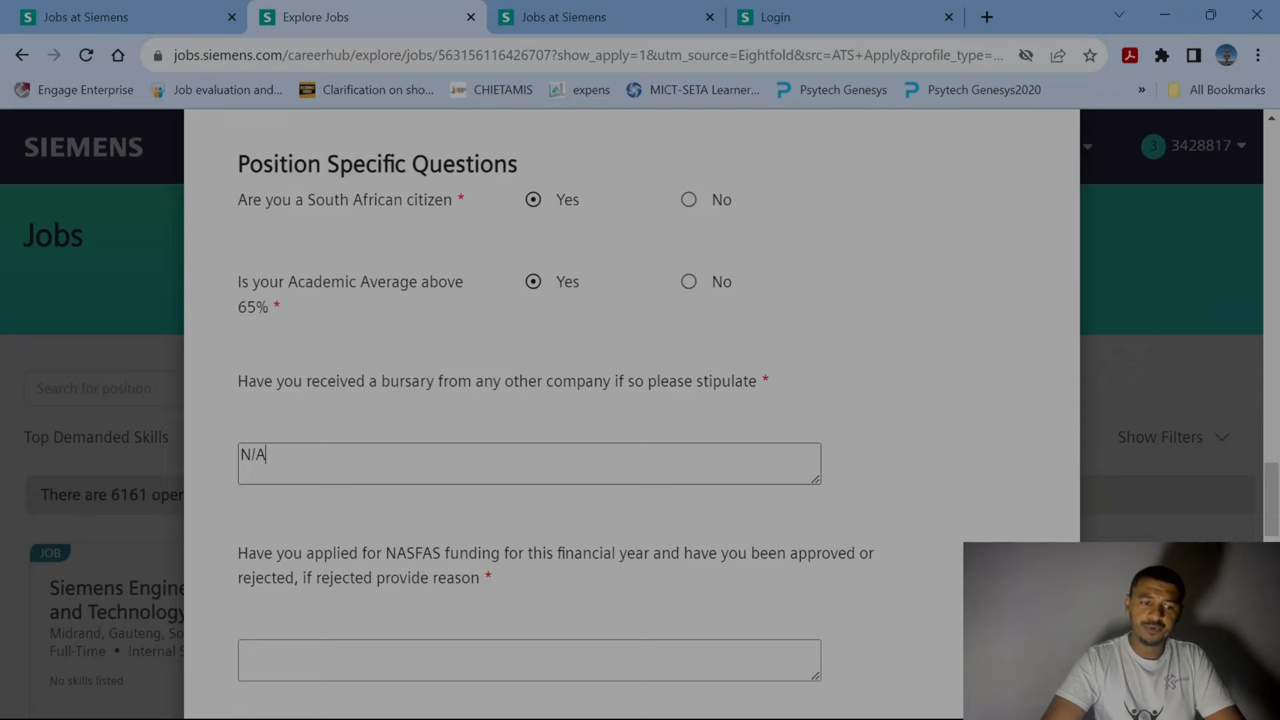 Jobs at Siemens
Explore Jobs
Jobs at Siemens
Login
jobs.siemens.com/careerhub/explore/jobs/563156116426707?show_apply=1&utm_source=Eightfold&src=ATS+Apply&profile_type=...
Engage Enterprise
Job evaluation and...
Clarification on sho...
CHIETAMIS
expens
MICT-SETA Learner...
Psytech Genesys
Psytech Genesys2020
»
All Bookmarks
SIEMENS
3 3428817
Jobs
Position Specific Questions
Are you a South African citizen *
Yes
No
Is your Academic Average above
65% *
Yes
No
Have you received a bursary from any other company if so please stipulate *
N/A
Have you applied for NASFAS funding for this financial year and have you been approved or
rejected, if rejected provide reason *
Search for position
Top Demanded Skills
Show Filters
There are 6161 oper
JOB
Siemens Engine
and Technology
Midrand, Gauteng, So
Full-Time • Internal S
No skills listed